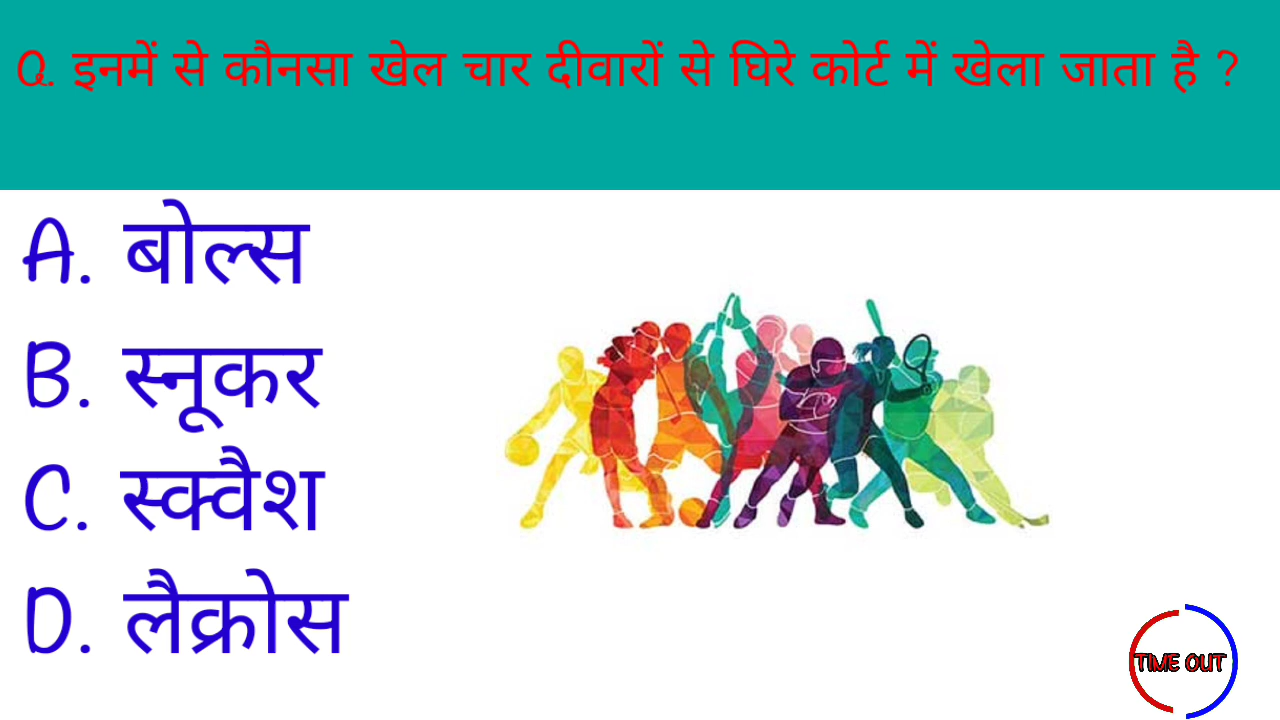 Q. इनमें से कौनसा खेल चार दीवारों से घिरे कोर्ट में खेला जाता है ?
A. बोल्स
B. स्नूकर
C. स्क्वैश
D. लैक्रोस
TIME OUT